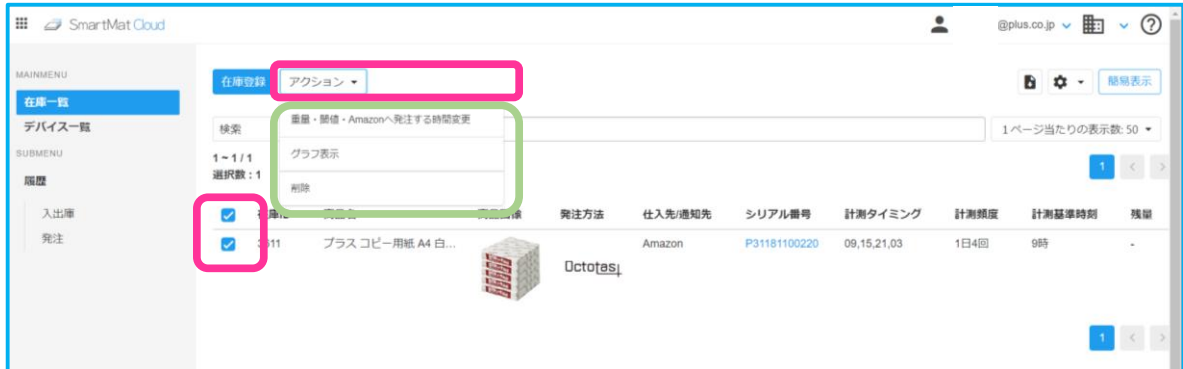 SmartMat Cloud
@plus.co.jp
MAINMENU
在庫一覧
デバイス一覧
SUBMENU
履歴
入出庫
発注
在庫登録 アクション
簡易表示
重量・閾値・Amazonへ発注する時間変更
グラフ表示
削除
検索
1ページ当たりの表示数: 50
1 ~ 1 / 1
選択数 : 1
1
発注方法 仕入先/通知先 シリアル番号 計測タイミング 計測頻度 計測基準時刻 残量
プラス コピー用紙 A4 白... Amazon P31181100220 09,15,21,03 1日4回 9時 -
1